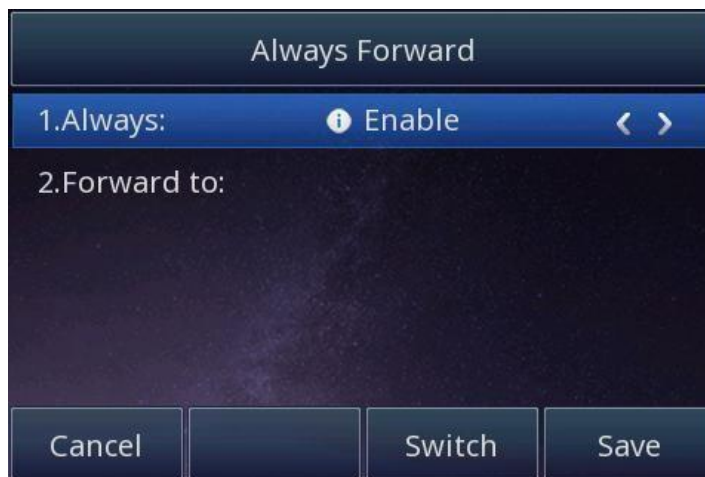 Always Forward
1.Always: Enable
2.Forward to:
Cancel Switch Save